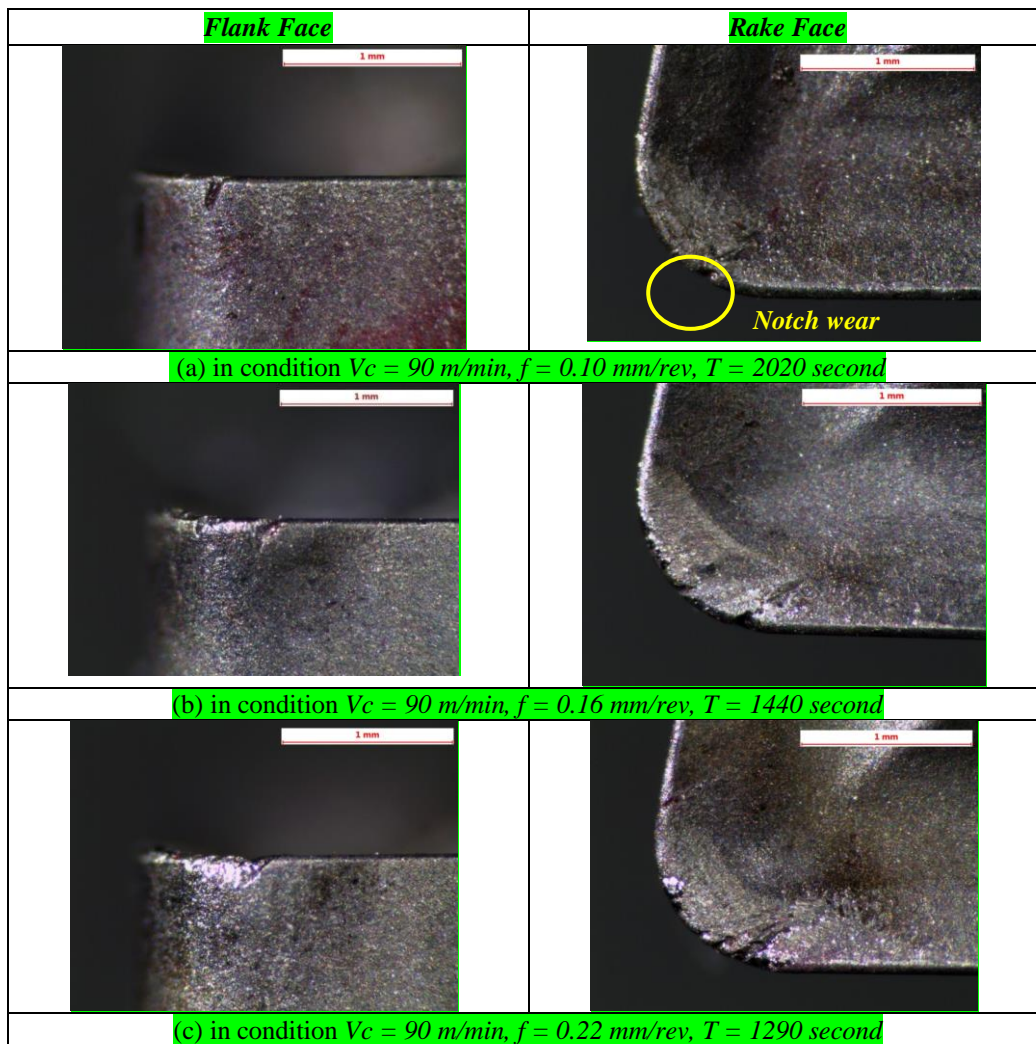 Flank Face
Rake Face
1 mm
1 mm
Notch wear
(a) in condition Vc = 90 m/min, f = 0.10 mm/rev, T = 2020 second
1 mm
1 mm
(b) in condition Vc = 90 m/min, f = 0.16 mm/rev, T = 1440 second
1 mm
1 mm
(c) in condition Vc = 90 m/min, f = 0.22 mm/rev, T = 1290 second